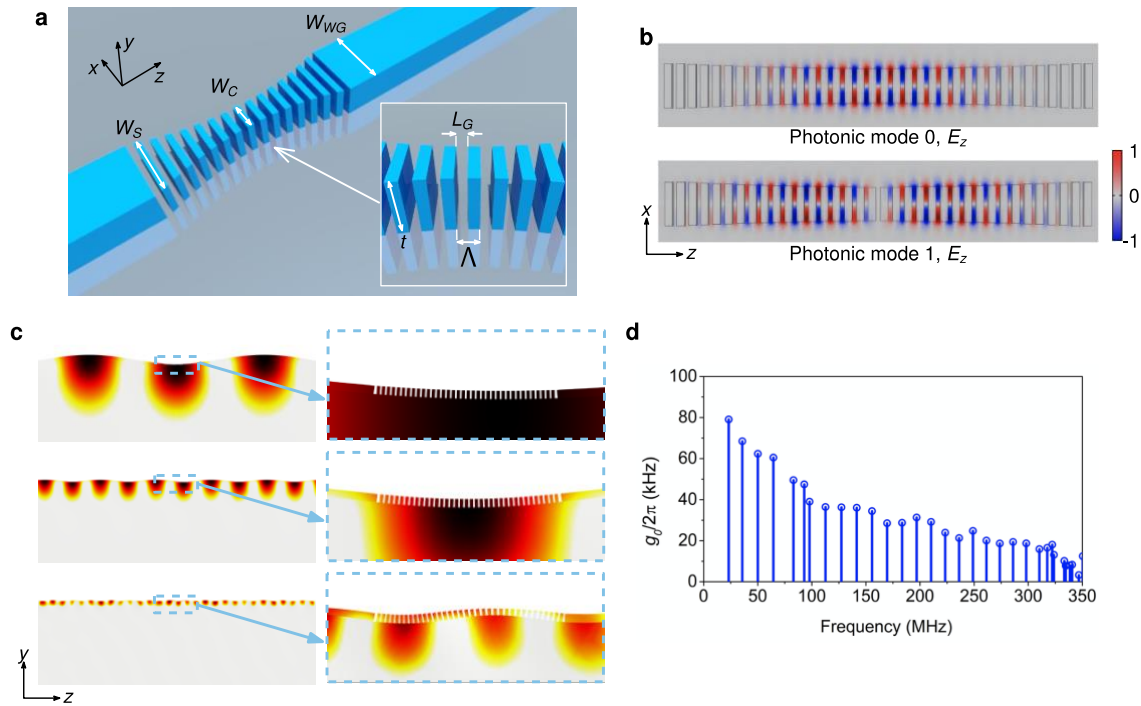 a
y
x
z
W_WG
W_C
W_S
L_G
t
Λ
b
Photonic mode 0, E_z
Photonic mode 1, E_z
x
z
1
0
-1
c
y
z
d
g_0/2π (kHz)
100
80
60
40
20
0
0 50 100 150 200 250 300 350
Frequency (MHz)